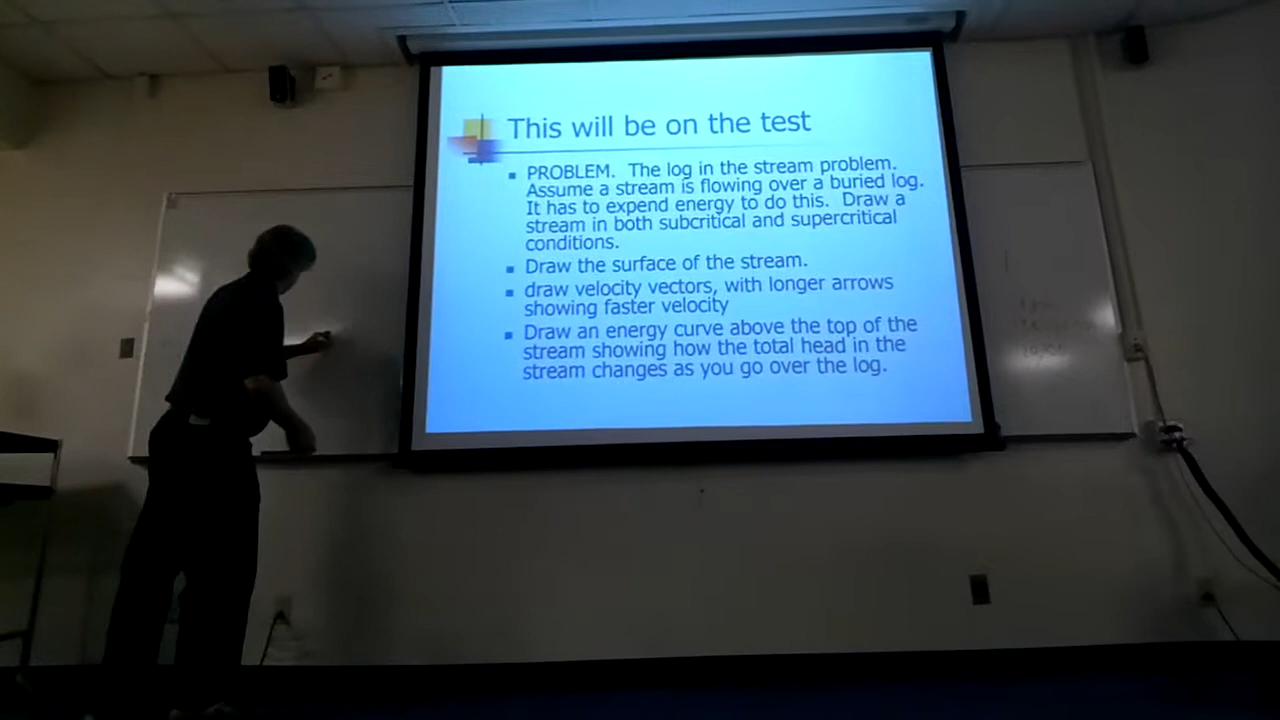 This will be on the test
PROBLEM. The log in the stream problem.
Assume a stream is flowing over a buried log.
It has to expend energy to do this. Draw a
stream in both subcritical and supercritical
conditions.
Draw the surface of the stream.
draw velocity vectors, with longer arrows
showing faster velocity
Draw an energy curve above the top of the
stream showing how the total head in the
stream changes as you go over the log.